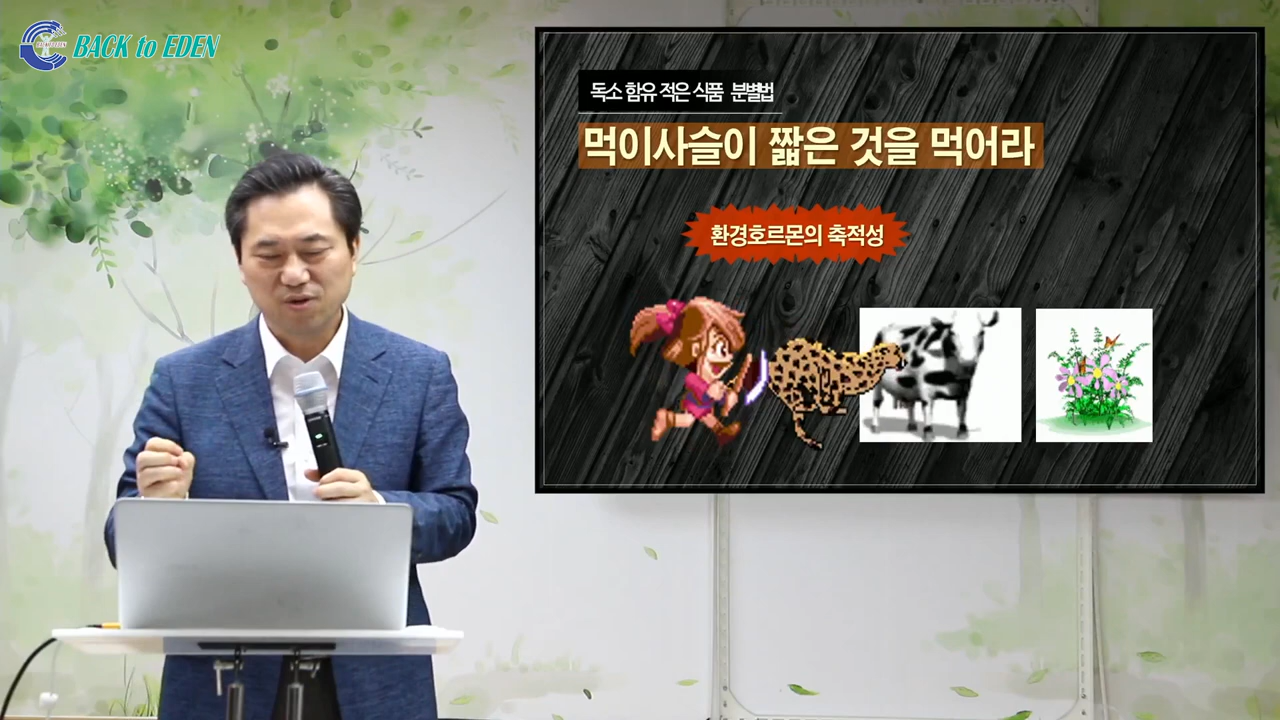 BACK to EDEN
독소 함유 적은 식품 분별법
먹이사슬이 짧은 것을 먹어라
환경호르몬의 축적성